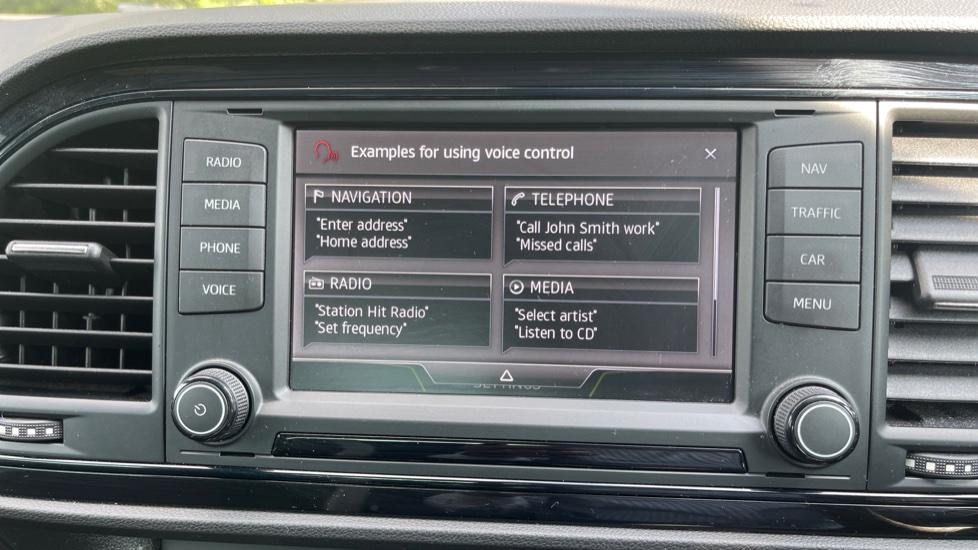 Examples for using voice control
NAVIGATION
"Enter address"
"Home address"
TELEPHONE
"Call John Smith work"
"Missed calls"
RADIO
"Station Hit Radio"
"Set frequency"
MEDIA
"Select artist"
"Listen to CD"
SETTINGS
RADIO
MEDIA
PHONE
VOICE
NAV
TRAFFIC
CAR
MENU